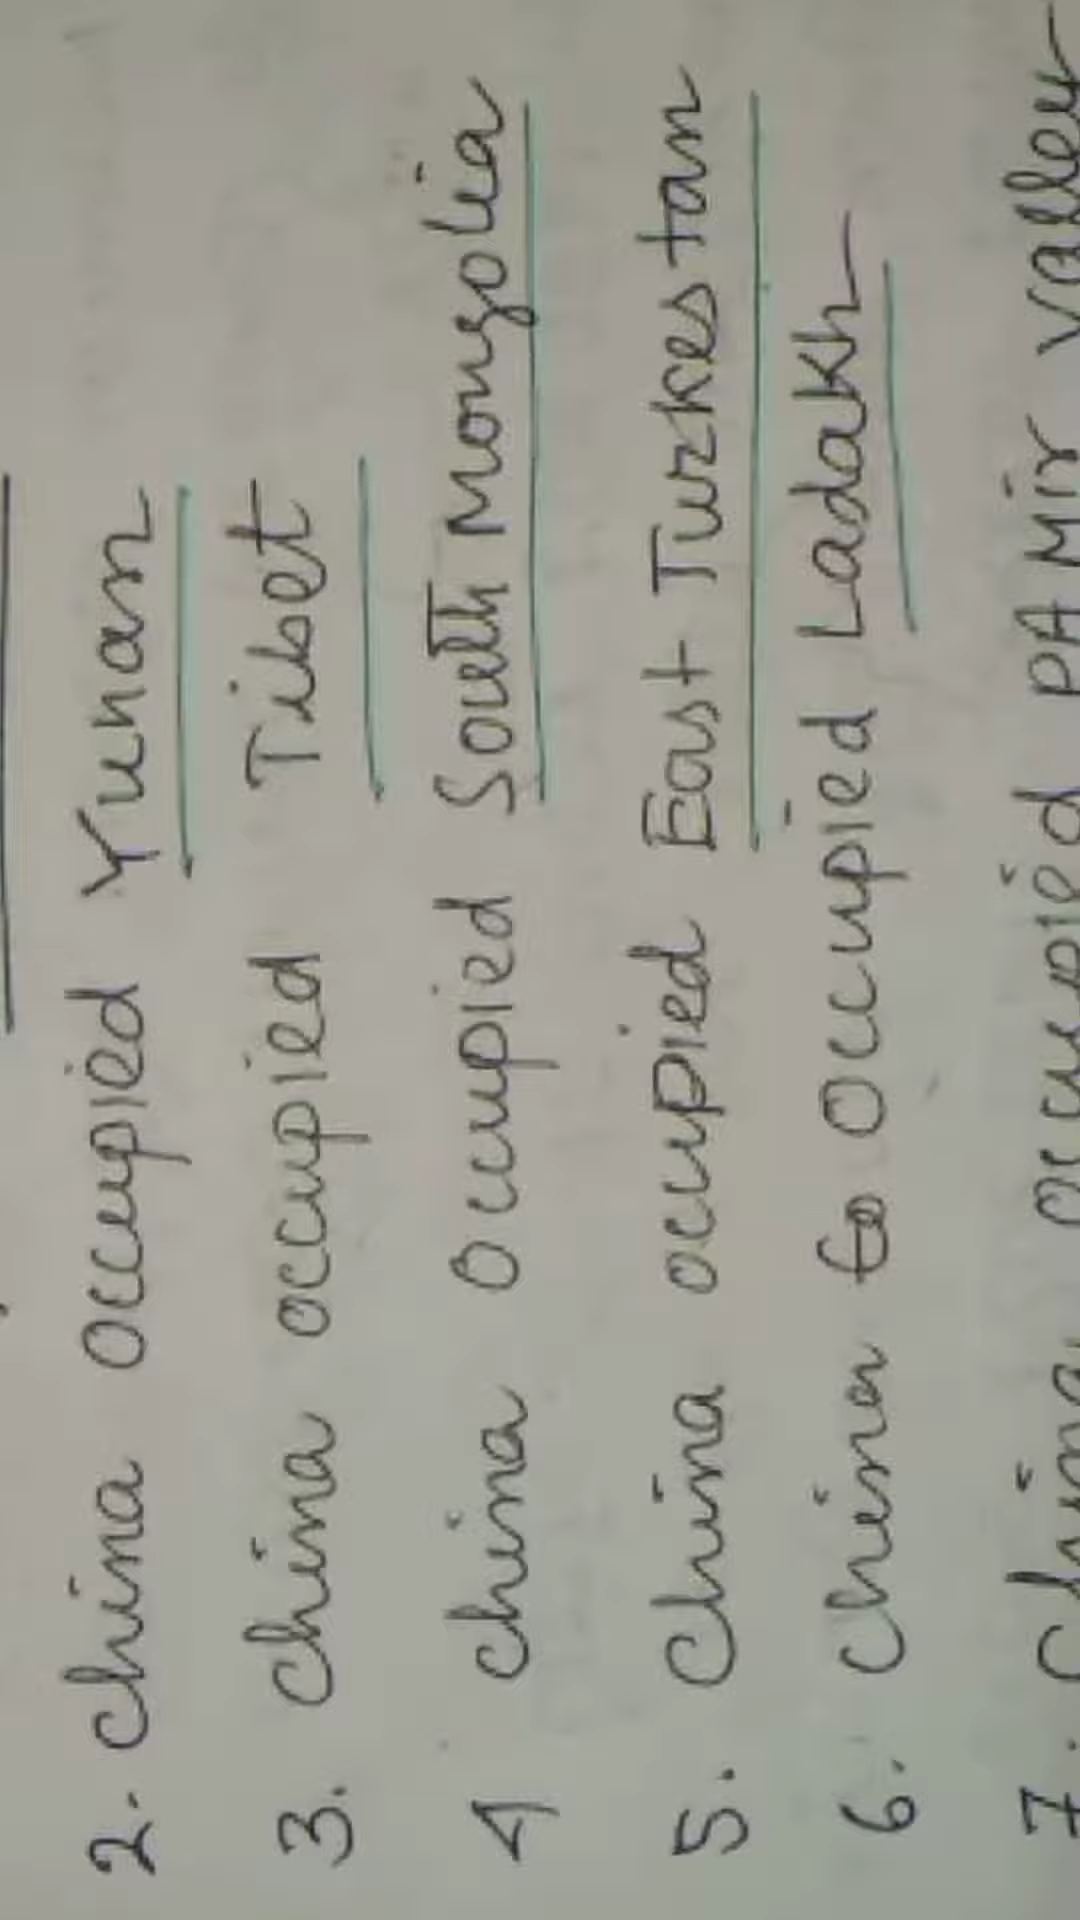 2. China occupied Yunan
3. China occupied Tibet
4 China occupied South Mongolia
5. China occupied East Turkestan
6. China occupied Ladakh
7. China occupied PAMir Valley